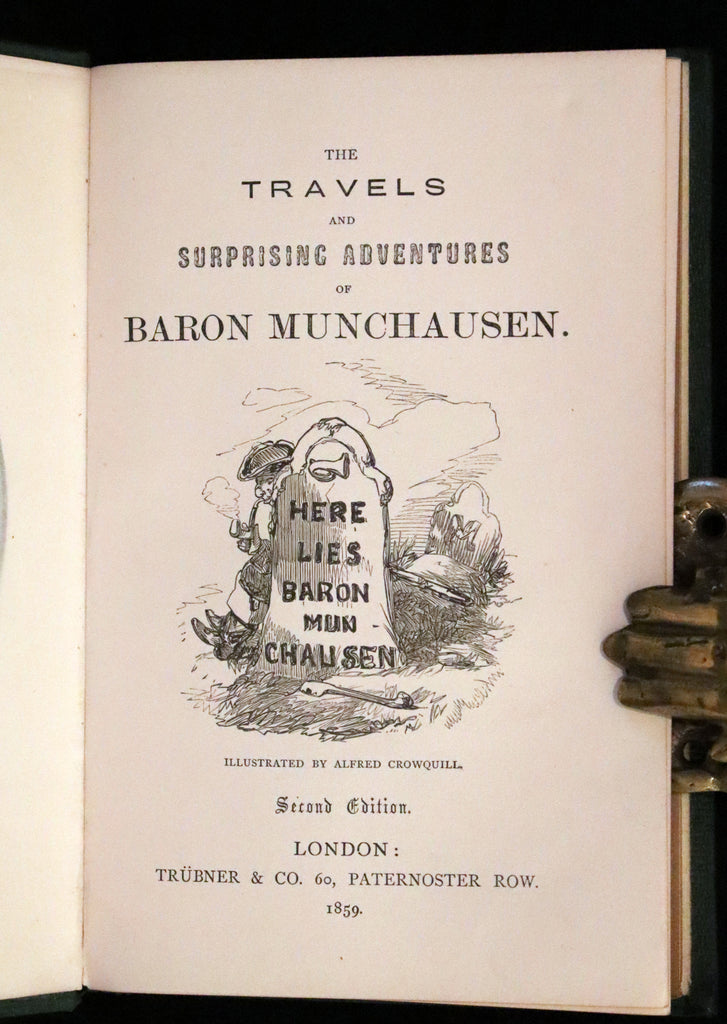 THE
TRAVELS
AND
SURPRISING ADVENTURES
OF
BARON MUNCHAUSEN.
HERE
LIES
BARON
MUN
CHAUSEN
ILLUSTRATED BY ALFRED CROWQUILL.
Second Edition.
LONDON:
TRÜBNER & CO. 60, PATERNOSTER ROW.
1859.